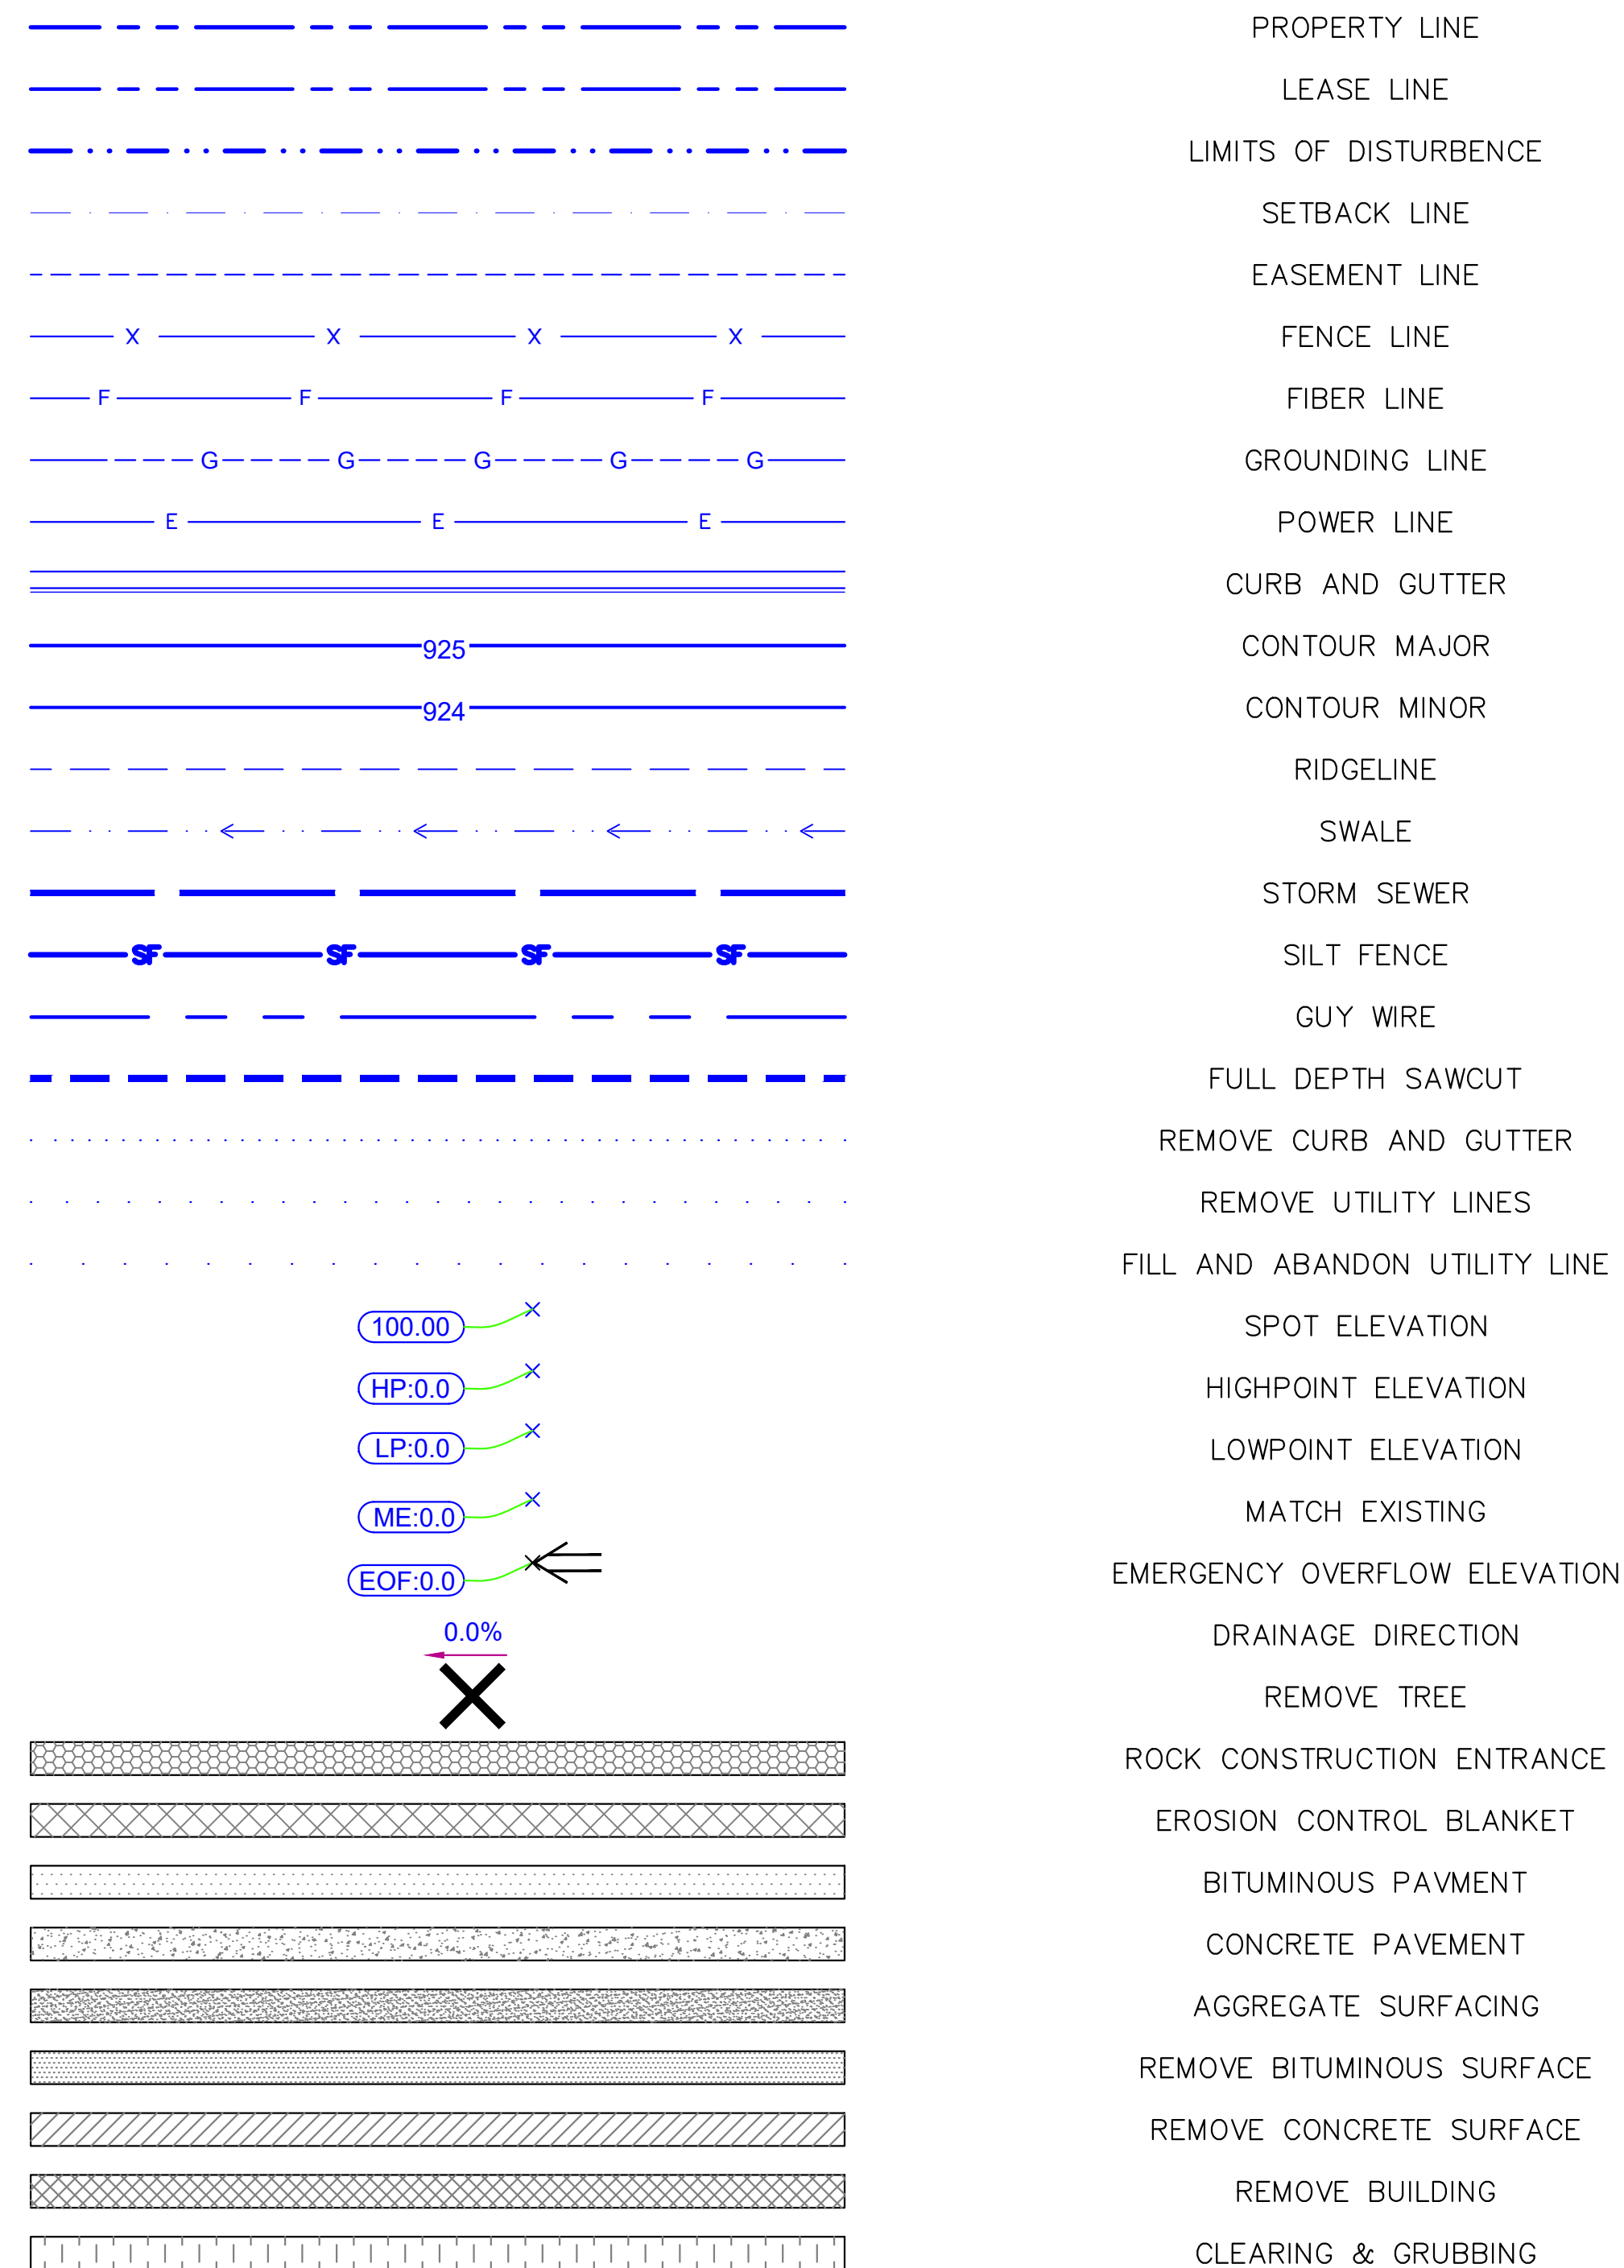 PROPERTY LINE
LEASE LINE
LIMITS OF DISTURBENCE
SETBACK LINE
EASEMENT LINE
X X X X FENCE LINE
F F F F FIBER LINE
G G G G G GROUNDING LINE
E E E POWER LINE
CURB AND GUTTER
925 CONTOUR MAJOR
924 CONTOUR MINOR
RIDGELINE
SWALE
STORM SEWER
SF SF SF SF SILT FENCE
GUY WIRE
FULL DEPTH SAWCUT
REMOVE CURB AND GUTTER
REMOVE UTILITY LINES
FILL AND ABANDON UTILITY LINE
100.00 SPOT ELEVATION
HP:0.0 HIGHPOINT ELEVATION
LP:0.0 LOWPOINT ELEVATION
ME:0.0 MATCH EXISTING
EOF:0.0 EMERGENCY OVERFLOW ELEVATION
0.0% DRAINAGE DIRECTION
REMOVE TREE
ROCK CONSTRUCTION ENTRANCE
EROSION CONTROL BLANKET
BITUMINOUS PAVMENT
CONCRETE PAVEMENT
AGGREGATE SURFACING
REMOVE BITUMINOUS SURFACE
REMOVE CONCRETE SURFACE
REMOVE BUILDING
CLEARING & GRUBBING